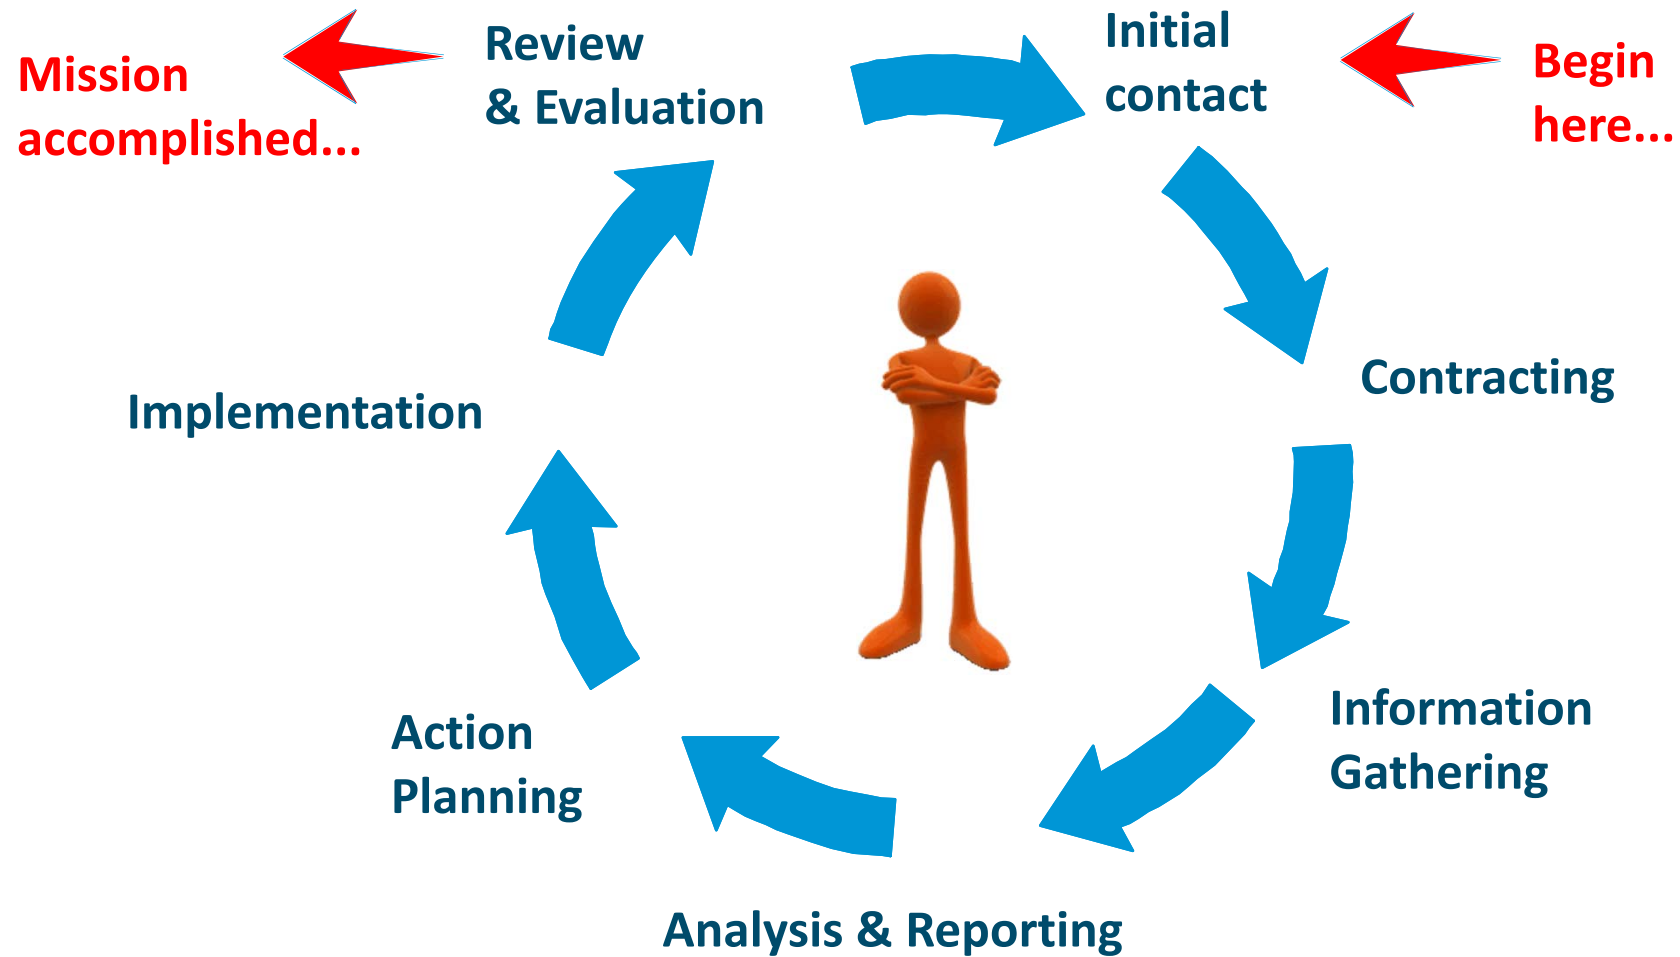 Mission
accomplished...
Review
& Evaluation
Initial
contact
Begin
here...
Contracting
Information
Gathering
Analysis & Reporting
Action
Planning
Implementation